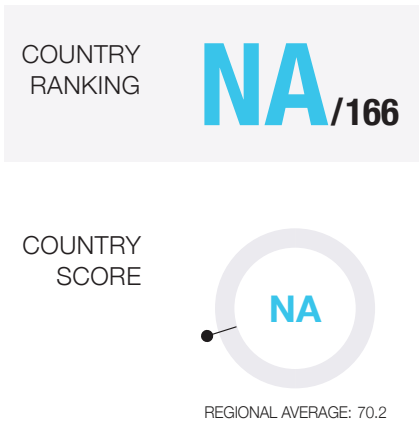 COUNTRY
RANKING
NA/166
COUNTRY
SCORE
NA
REGIONAL AVERAGE: 70.2